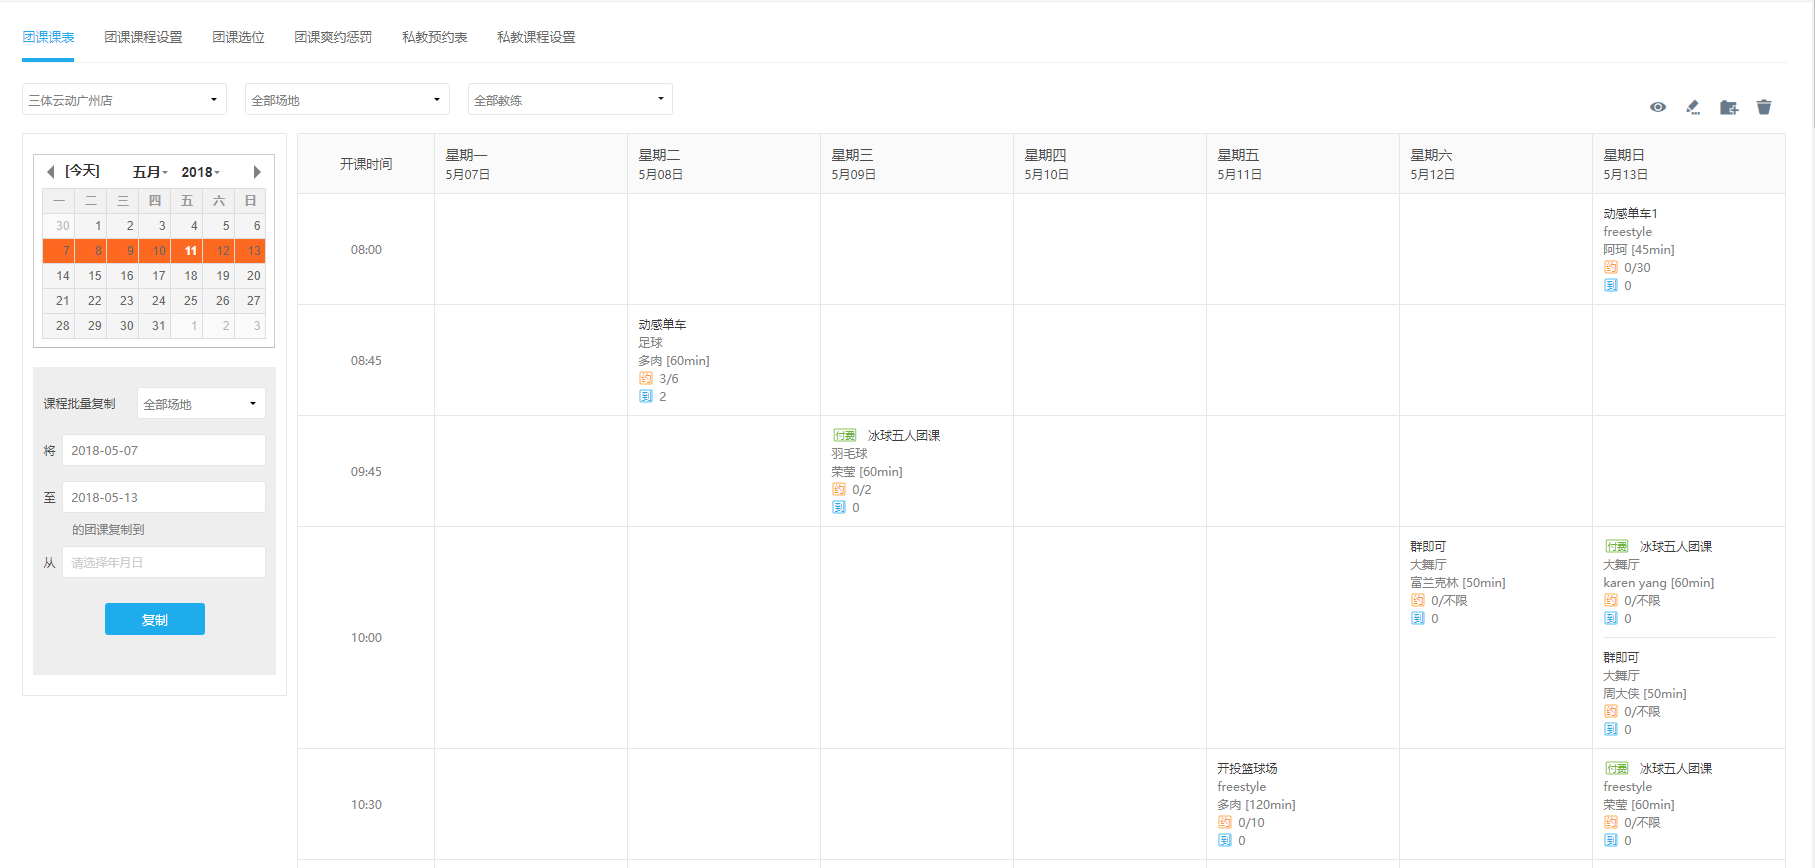 团课课表 团课课程设置 团课选位 团课爽约惩罚 私教预约表 私教课程设置
三体云动广州店 全部场地 全部教练
[今天] 五月 2018
一 二 三 四 五 六 日
30 1 2 3 4 5 6
7 8 9 10 11 12 13
14 15 16 17 18 19 20
21 22 23 24 25 26 27
28 29 30 31 1 2 3
课程批量复制 全部场地
将 2018-05-07
至 2018-05-13
的团课复制到
从 请选择年月日
复制
开课时间
星期一
5月07日
星期二
5月08日
星期三
5月09日
星期四
5月10日
星期五
5月11日
星期六
5月12日
星期日
5月13日
08:00
动感单车1
freestyle
阿珂 [45min]
约 0/30
到 0
08:45
动感单车
足球
多肉 [60min]
约 3/6
到 2
09:45
付费 冰球五人团课
羽毛球
荣莹 [60min]
约 0/2
到 0
10:00
群即可
大舞厅
富兰克林 [50min]
约 0/不限
到 0
付费 冰球五人团课
大舞厅
karen yang [60min]
约 0/不限
到 0
群即可
大舞厅
周大侠 [50min]
约 0/不限
到 0
10:30
开投篮球场
freestyle
多肉 [120min]
约 0/10
到 0
付费 冰球五人团课
freestyle
荣莹 [60min]
约 0/不限
到 0